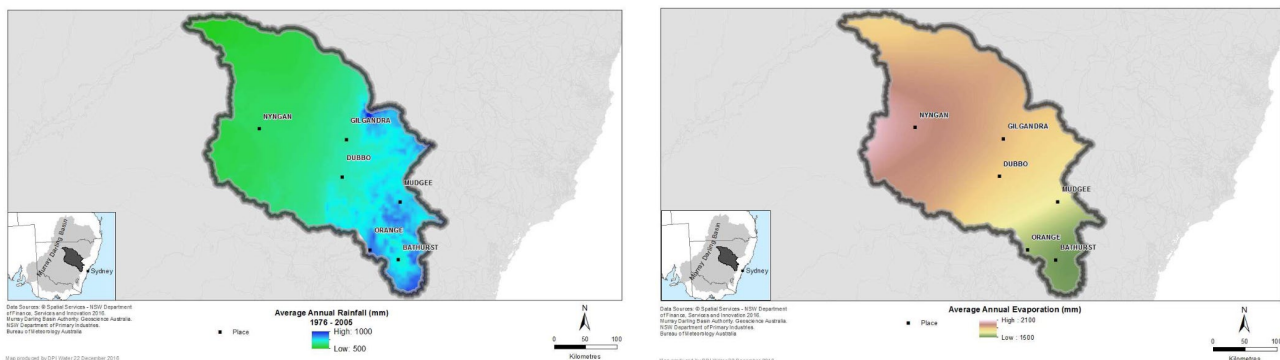 NYNGAN
GILGANDRA
DUBBO
MUDGEE
ORANGE
BATHURST
Murray Darling Basin
Sydney
Data Sources: © Spatial Services - NSW Department
of Finance, Services and Innovation 2016.
Murray Darling Basin Authority. Geoscience Australia.
NSW Department of Primary Industries.
Bureau of Meteorology Australia
Map produced by DPI Water 22 December 2016
Place
Average Annual Rainfall (mm)
1976 - 2005
High: 1000
Low: 500
N
0 50 100
Kilometres
NYNGAN
GILGANDRA
DUBBO
MUDGEE
ORANGE
BATHURST
Murray Darling Basin
Sydney
Data Sources: © Spatial Services - NSW Department
of Finance, Services and Innovation 2016.
Murray Darling Basin Authority. Geoscience Australia
NSW Department of Primary Industries.
Bureau of Meteorology Australia
Place
Average Annual Evaporation (mm)
High : 2100
Low : 1500
N
0 50 100
Kilometres